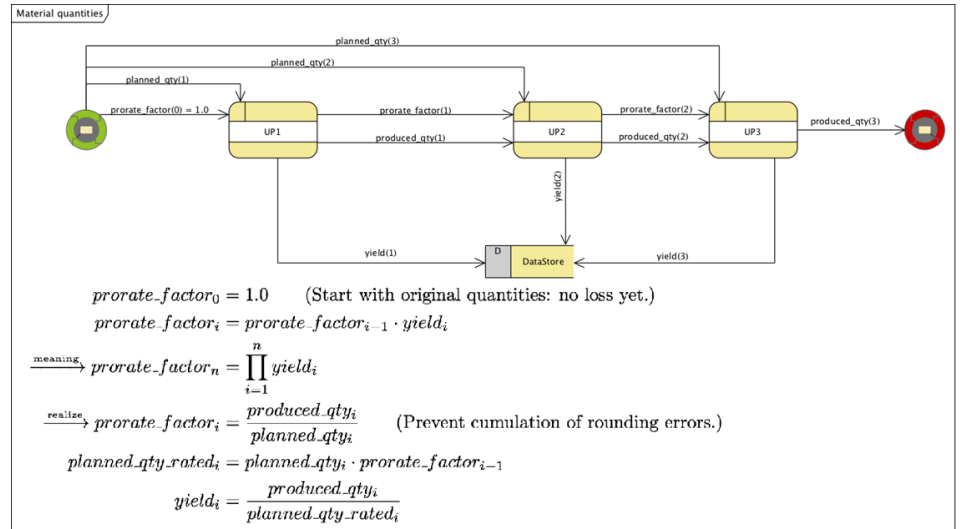 Material quantities
planned_qty(3)
planned_qty(2)
planned_qty(1)
prorate_factor(0) = 1.0
prorate_factor(1)
prorate_factor(2)
produced_qty(3)
UP1
UP2
UP3
produced_qty(1)
produced_qty(2)
yield(2)
yield(1)
D
DataStore
yield(3)
prorate_factor₀ = 1.0 (Start with original quantities: no loss yet.)
prorate_factorᵢ = prorate_factorᵢ₋₁ · yieldᵢ
meaning → prorate_factorₙ = ∏ᵢ₌₁ⁿ yieldᵢ
realize → prorate_factorᵢ = produced_qtyᵢ / planned_qtyᵢ (Prevent cumulation of rounding errors.)
planned_qty_ratedᵢ = planned_qtyᵢ · prorate_factorᵢ₋₁
yieldᵢ = produced_qtyᵢ / planned_qty_ratedᵢ